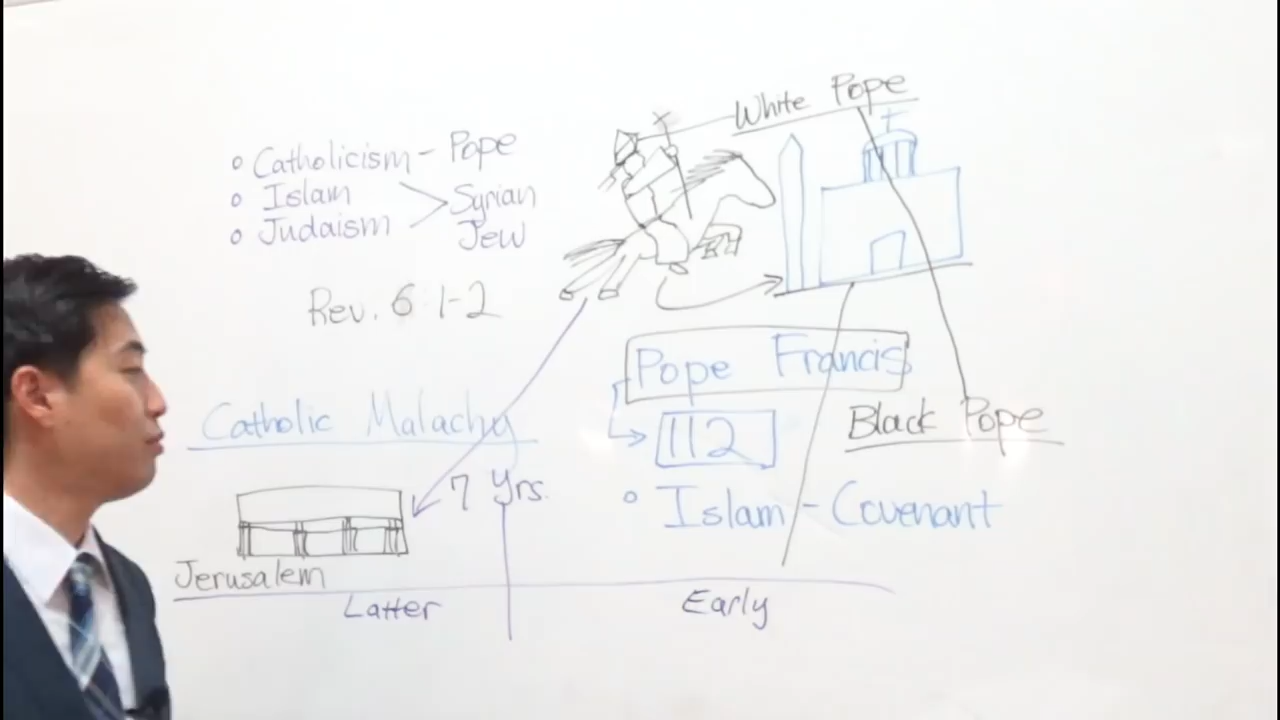 White Pope
Catholicism - Pope
Islam
Judaism
Syrian
Jew
Rev. 6 1-2
Pope Francis
112
Black Pope
Catholic Malachy
7 Yrs.
Islam - Covenant
Jerusalem
Latter
Early